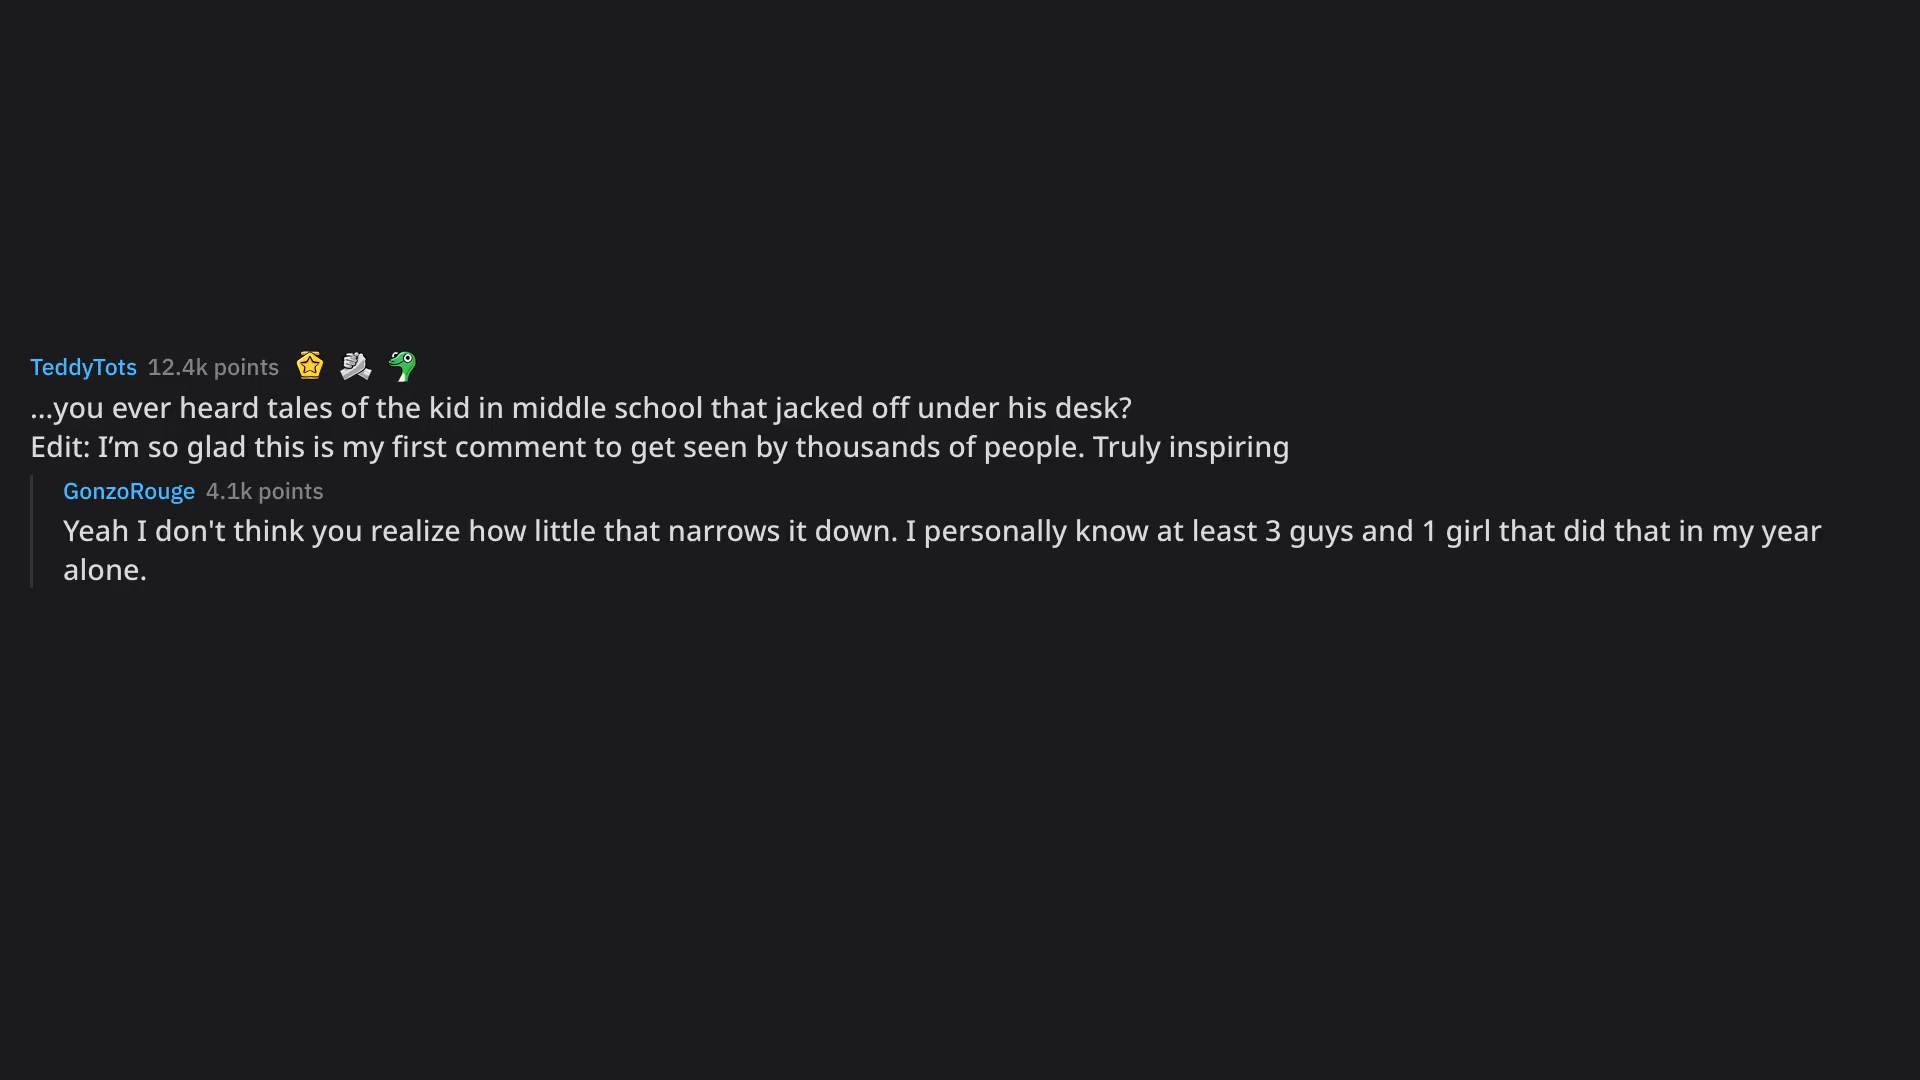 TeddyTots 12.4k points
...you ever heard tales of the kid in middle school that jacked off under his desk?
Edit: I’m so glad this is my first comment to get seen by thousands of people. Truly inspiring
GonzoRouge 4.1k points
Yeah I don't think you realize how little that narrows it down. I personally know at least 3 guys and 1 girl that did that in my year
alone.